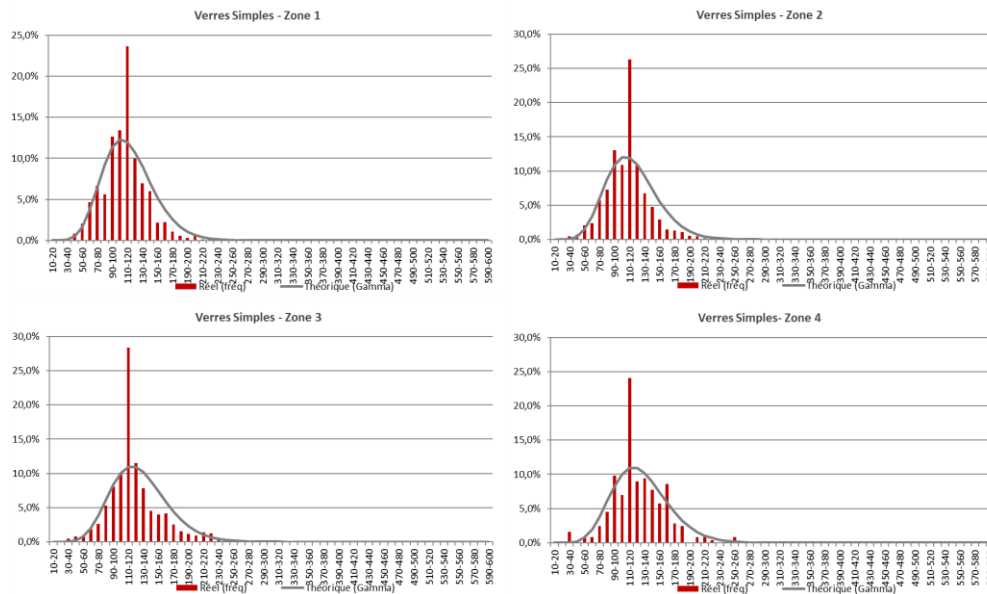 Verres Simples - Zone 1
25,0%
20,0%
15,0%
10,0%
5,0%
0,0%
10-20 30-40 50-60 70-80 90-100 110-120 130-140 150-160 170-180 190-200 210-220 230-240 250-260 270-280 290-300 310-320 330-340 350-360 370-380 390-400 410-420 430-440 450-460 470-480 490-500 510-520 530-540 550-560 570-580 590-600
Réel (fréq) Théorique (Gamma)
Verres Simples - Zone 2
30,0%
25,0%
20,0%
15,0%
10,0%
5,0%
0,0%
10-20 30-40 50-60 70-80 90-100 110-120 130-140 150-160 170-180 190-200 210-220 230-240 250-260 270-280 290-300 310-320 330-340 350-360 370-380 390-400 410-420 430-440 450-460 470-480 490-500 510-520 530-540 550-560 570-580
Réel (fréq) Théorique (Gamma)
Verres Simples - Zone 3
30,0%
25,0%
20,0%
15,0%
10,0%
5,0%
0,0%
10-20 30-40 50-60 70-80 90-100 110-120 130-140 150-160 170-180 190-200 210-220 230-240 250-260 270-280 290-300 310-320 330-340 350-360 370-380 390-400 410-420 430-440 450-460 470-480 490-500 510-520 530-540 550-560 570-580 590-600
Réel (fréq) Théorique (Gamma)
Verres Simples- Zone 4
30,0%
25,0%
20,0%
15,0%
10,0%
5,0%
0,0%
10-20 30-40 50-60 70-80 90-100 110-120 130-140 150-160 170-180 190-200 210-220 230-240 250-260 270-280 290-300 310-320 330-340 350-360 370-380 390-400 410-420 430-440 450-460 470-480 490-500 510-520 530-540 550-560 570-580
Réel (fréq) Théorique (Gamma)